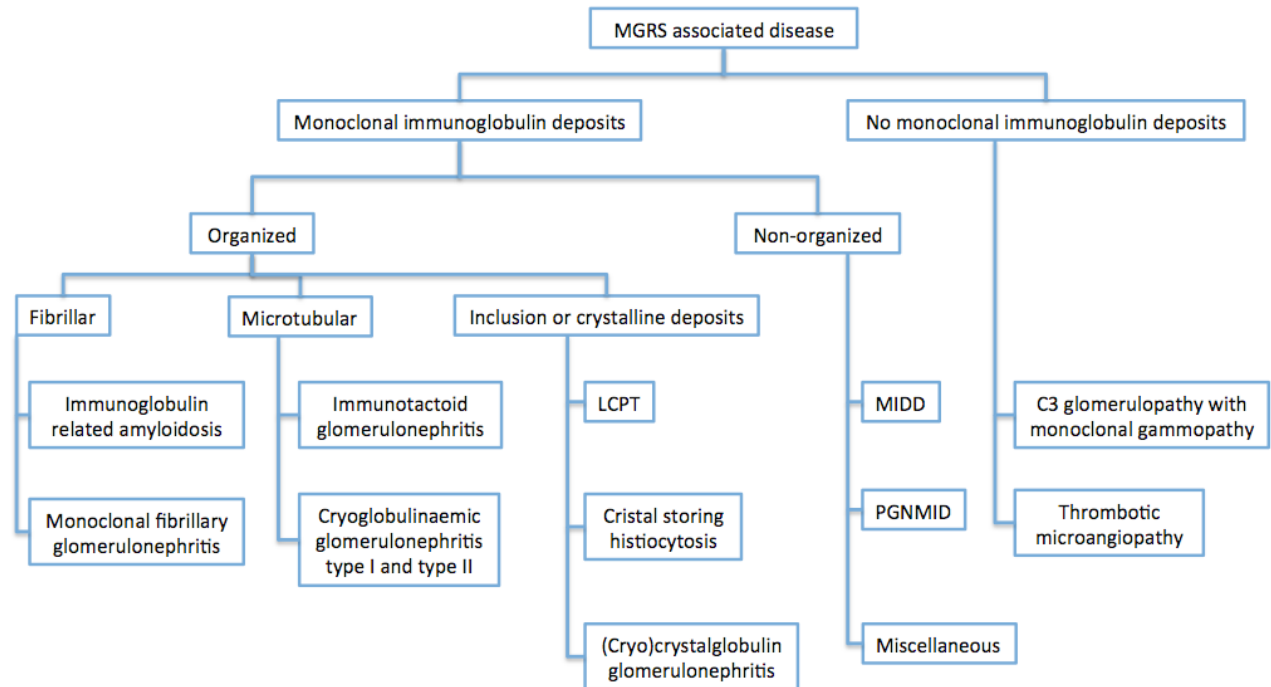 MGRS associated disease
Monoclonal immunoglobulin deposits
No monoclonal immunoglobulin deposits
Organized
Non-organized
Fibrillar
Microtubular
Inclusion or crystalline deposits
Immunoglobulin
related amyloidosis
Immunotactoid
glomerulonephritis
LCPT
MIDD
C3 glomerulopathy with
monoclonal gammopathy
Monoclonal fibrillary
glomerulonephritis
Cryoglobulinaemic
glomerulonephritis
type I and type II
Cristal storing
histiocytosis
PGNMID
Thrombotic
microangiopathy
(Cryo)crystalglobulin
glomerulonephritis
Miscellaneous